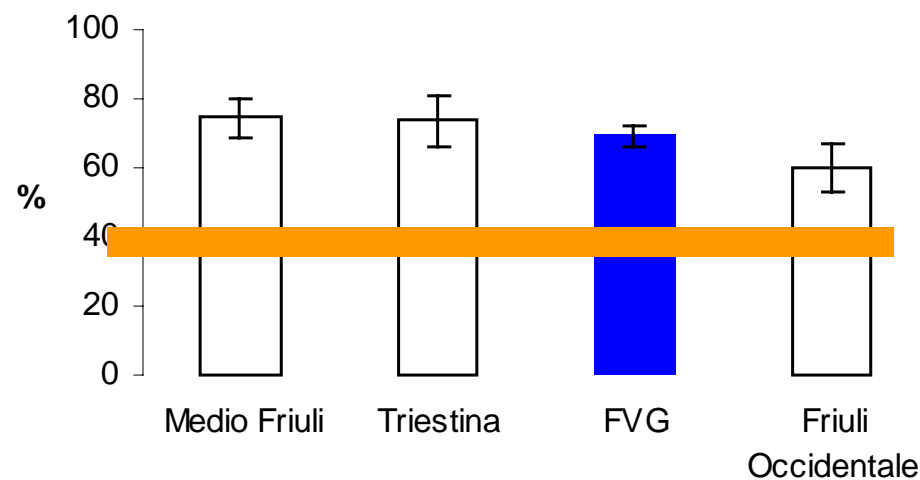 100
80
60
%
40
20
0
Medio Friuli
Triestina
FVG
Friuli
Occidentale